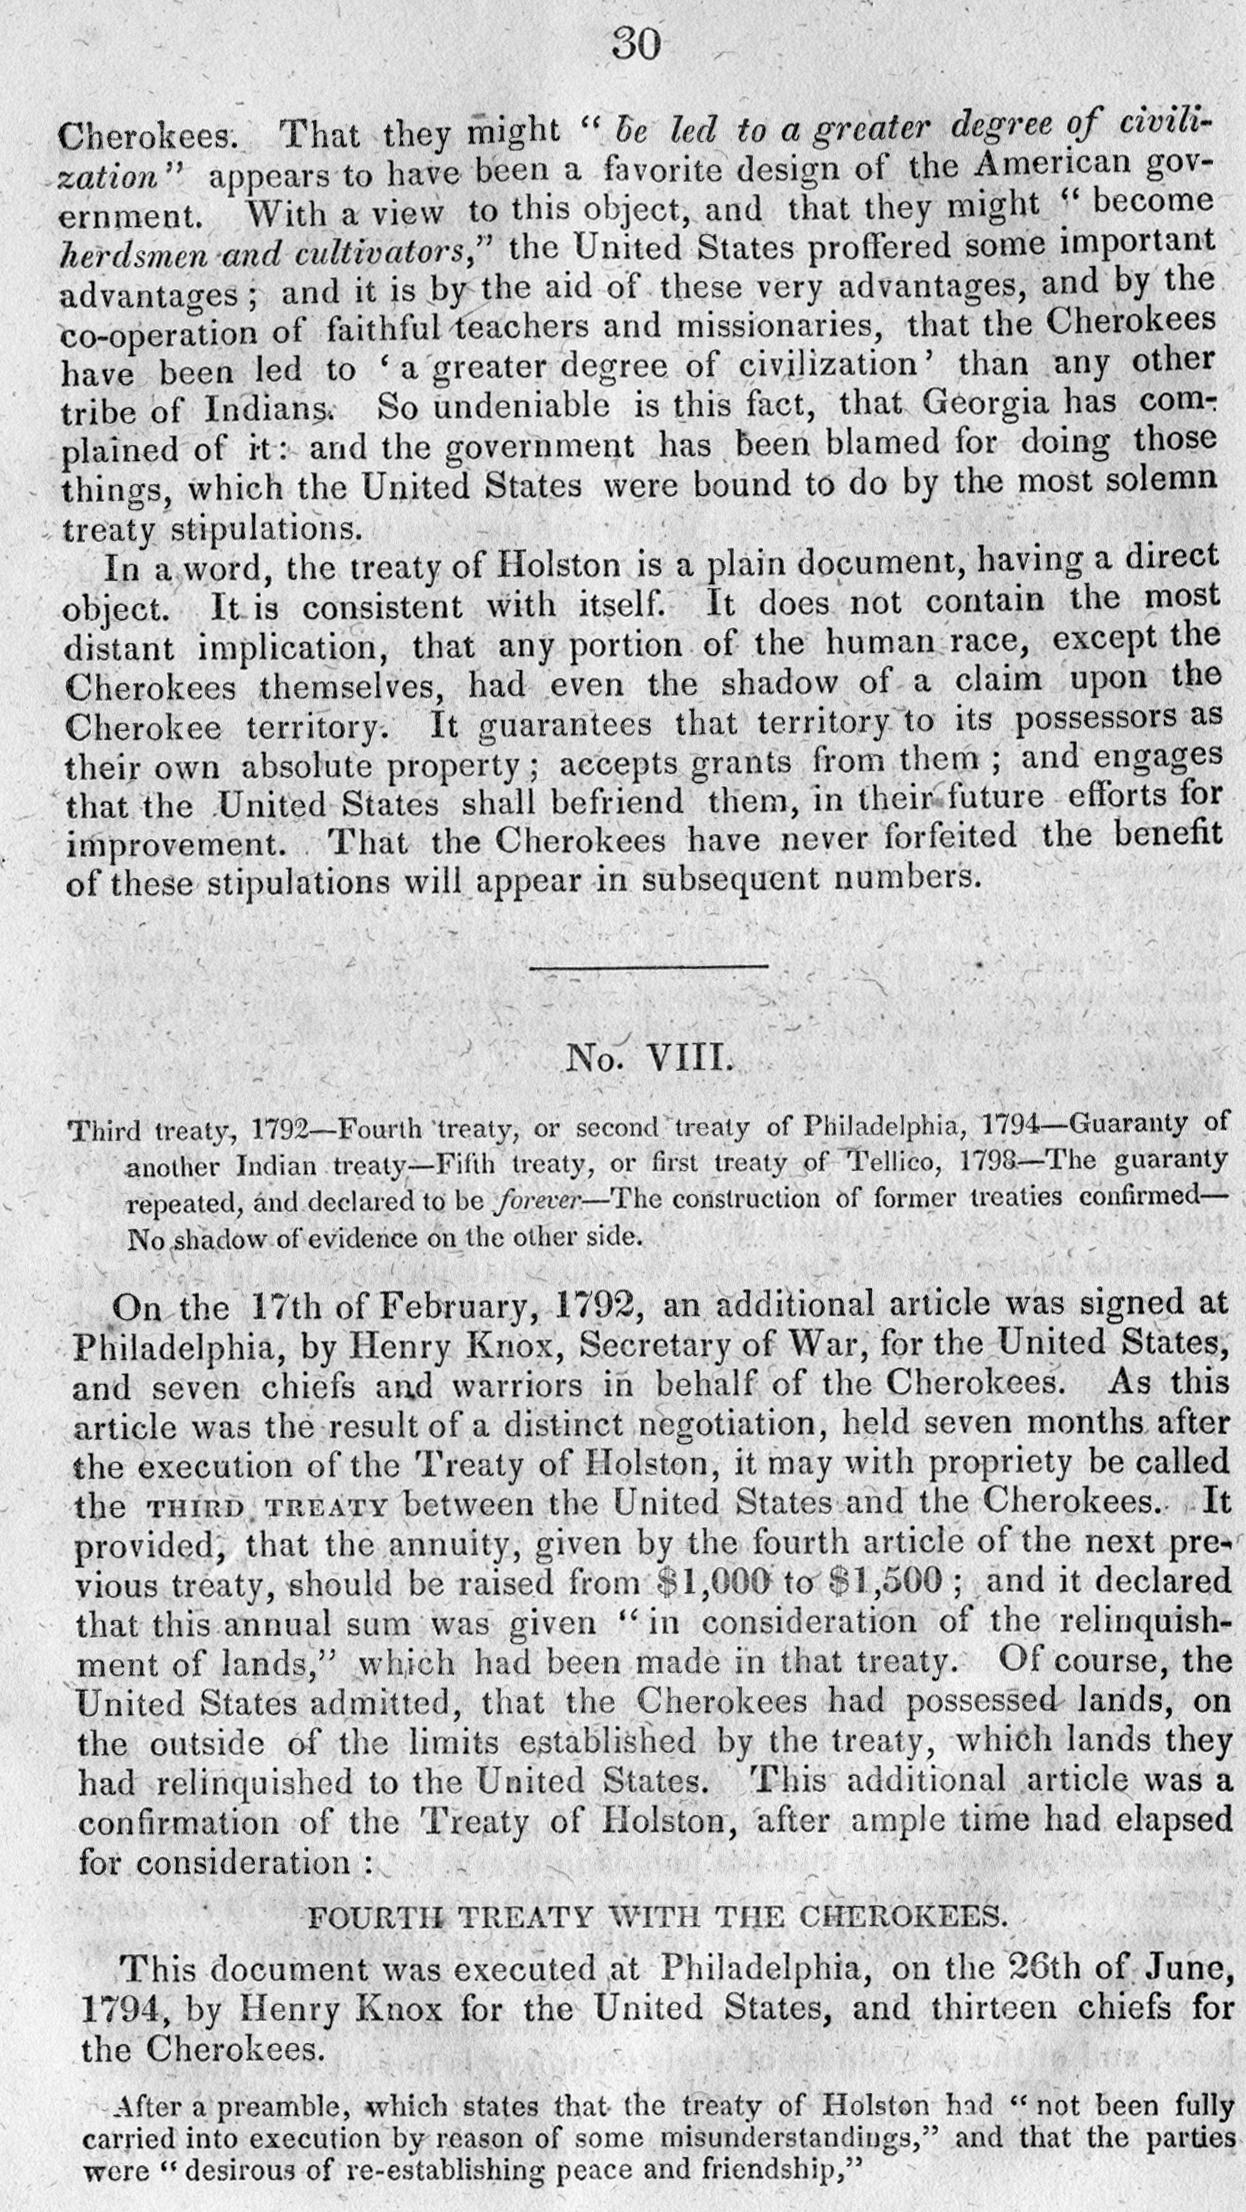 30
Cherokees. That they might “ be led to a greater degree of civili-
zation” appears to have been a favorite design of the American gov-
ernment. With a view to this object, and that they might “ become
herdsmen and cultivators,” the United States proffered some important
advantages ; and it is by the aid of these very advantages, and by the
co-operation of faithful teachers and missionaries, that the Cherokees
have been led to ‘ a greater degree of civilization ’ than any other
tribe of Indians. So undeniable is this fact, that Georgia has com-
plained of it : and the government has been blamed for doing those
things, which the United States were bound to do by the most solemn
treaty stipulations.
In a word, the treaty of Holston is a plain document, having a direct
object. It is consistent with itself. It does not contain the most
distant implication, that any portion of the human race, except the
Cherokees themselves, had even the shadow of a claim upon the
Cherokee territory. It guarantees that territory to its possessors as
their own absolute property ; accepts grants from them ; and engages
that the United States shall befriend them, in their future efforts for
improvement. That the Cherokees have never forfeited the benefit
of these stipulations will appear in subsequent numbers.
No. VIII.
Third treaty, 1792—Fourth treaty, or second treaty of Philadelphia, 1794—Guaranty of
another Indian treaty—Fifth treaty, or first treaty of Tellico, 1798—The guaranty
repeated, and declared to be forever—The construction of former treaties confirmed—
No shadow of evidence on the other side.
On the 17th of February, 1792, an additional article was signed at
Philadelphia, by Henry Knox, Secretary of War, for the United States,
and seven chiefs and warriors in behalf of the Cherokees. As this
article was the result of a distinct negotiation, held seven months after
the execution of the Treaty of Holston, it may with propriety be called
the THIRD TREATY between the United States and the Cherokees. It
provided, that the annuity, given by the fourth article of the next pre-
vious treaty, should be raised from $1,000 to $1,500 ; and it declared
that this annual sum was given “ in consideration of the relinquish-
ment of lands,” which had been made in that treaty. Of course, the
United States admitted, that the Cherokees had possessed lands, on
the outside of the limits established by the treaty, which lands they
had relinquished to the United States. This additional article was a
confirmation of the Treaty of Holston, after ample time had elapsed
for consideration :
FOURTH TREATY WITH THE CHEROKEES.
This document was executed at Philadelphia, on the 26th of June,
1794, by Henry Knox for the United States, and thirteen chiefs for
the Cherokees.
After a preamble, which states that the treaty of Holston had “ not been fully
carried into execution by reason of some misunderstandings,” and that the parties
were “ desirous of re-establishing peace and friendship,”